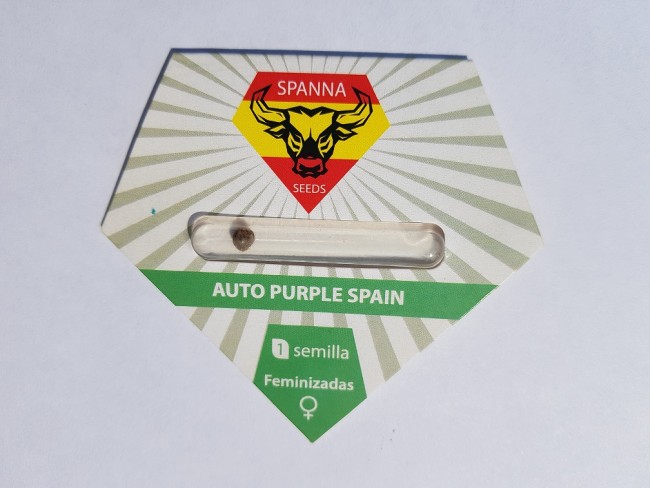 SPANNA
SEEDS
AUTO PURPLE SPAIN
1 semilla
Feminizadas